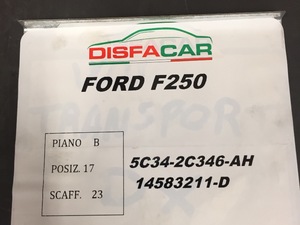 DISFACAR
FORD F250
PIANO B
POSIZ. 17
SCAFF. 23
5C34-2C346-AH
14583211-D